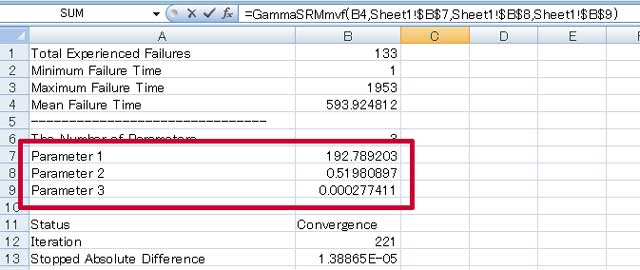 SUM =GammaSRMmvf(B4,Sheet1!$B$7,Sheet1!$B$8,Sheet1!$B$9)
A B C D E
1 Total Experienced Failures 133
2 Minimum Failure Time 1
3 Maximum Failure Time 1953
4 Mean Failure Time 593.924812
5 --------------------------------
6 The Number of Parameters 3
7 Parameter 1 192.789203
8 Parameter 2 0.51980897
9 Parameter 3 0.000277411
10
11 Status Convergence
12 Iteration 221
13 Stopped Absolute Difference 1.38865E-05